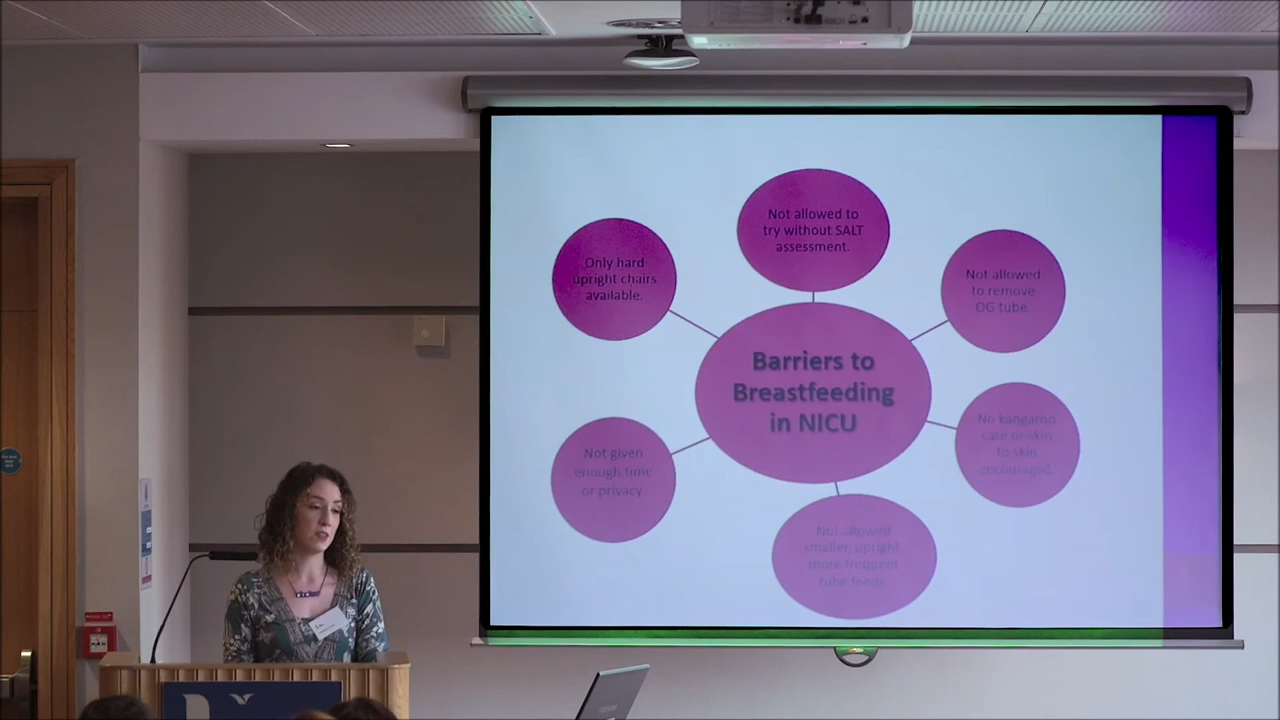 Not allowed to
try without SALT
assessment.
Only hard
upright chairs
available.
Not allowed
to remove
OG tube.
Barriers to
Breastfeeding
in NICU
No kangaroo
care or skin
to skin
encouraged.
Not given
enough time
or privacy
Not allowed
smaller, upright,
more frequent
tube feeds